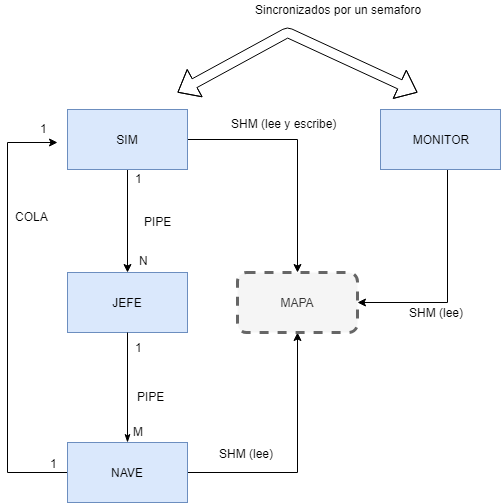 Sincronizados por un semaforo
SHM (lee y escribe)
1
SIM
MONITOR
1
COLA
PIPE
N
JEFE
MAPA
SHM (lee)
1
PIPE
M
SHM (lee)
1
NAVE